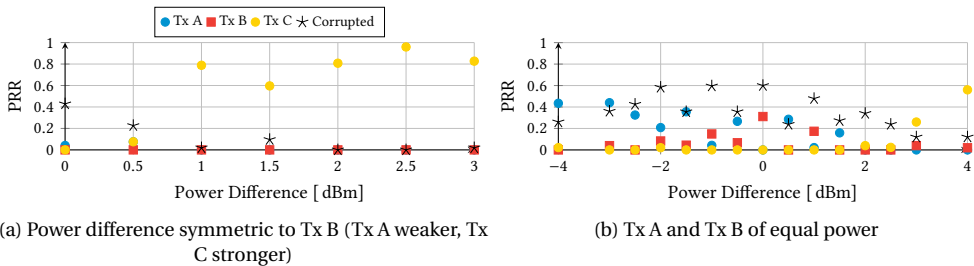 Tx A Tx B Tx C Corrupted
1
0.8
0.6
0.4
0.2
0
PRR
0 0.5 1 1.5 2 2.5 3
Power Difference [ dBm]
(a) Power difference symmetric to Tx B (Tx A weaker, Tx
C stronger)
1
0.8
0.6
0.4
0.2
0
PRR
−4 −2 0 2 4
Power Difference [ dBm]
(b) Tx A and Tx B of equal power